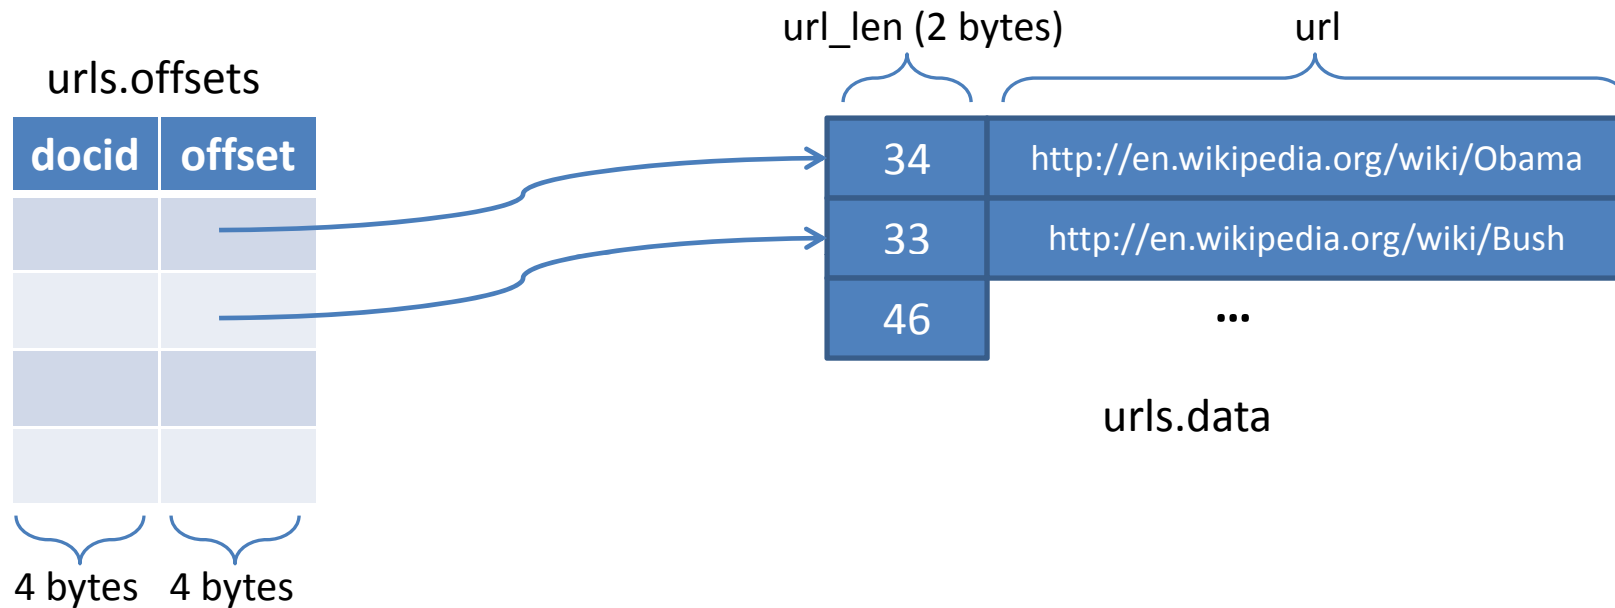 url_len (2 bytes) url
urls.offsets
docid offset
34 http://en.wikipedia.org/wiki/Obama
33 http://en.wikipedia.org/wiki/Bush
46 ...
urls.data
4 bytes 4 bytes